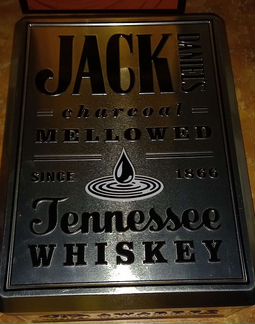 JACK DANIEL'S
charcoal
MELLOWED
SINCE 1866
Tennessee
WHISKEY